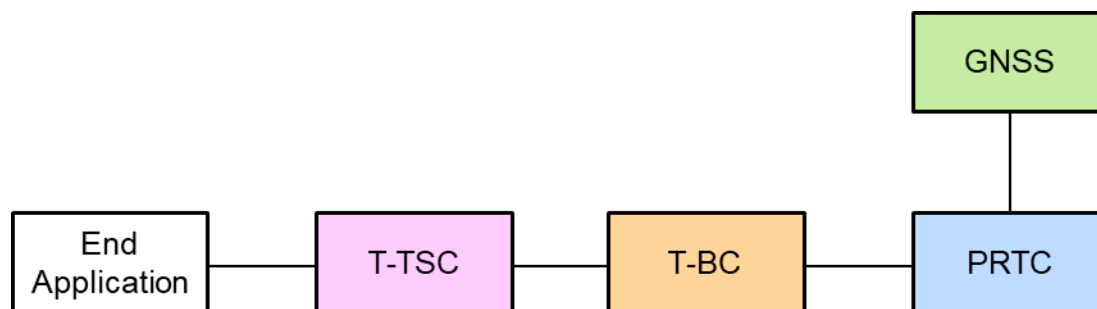 GNSS
End
Application
T-TSC
T-BC
PRTC